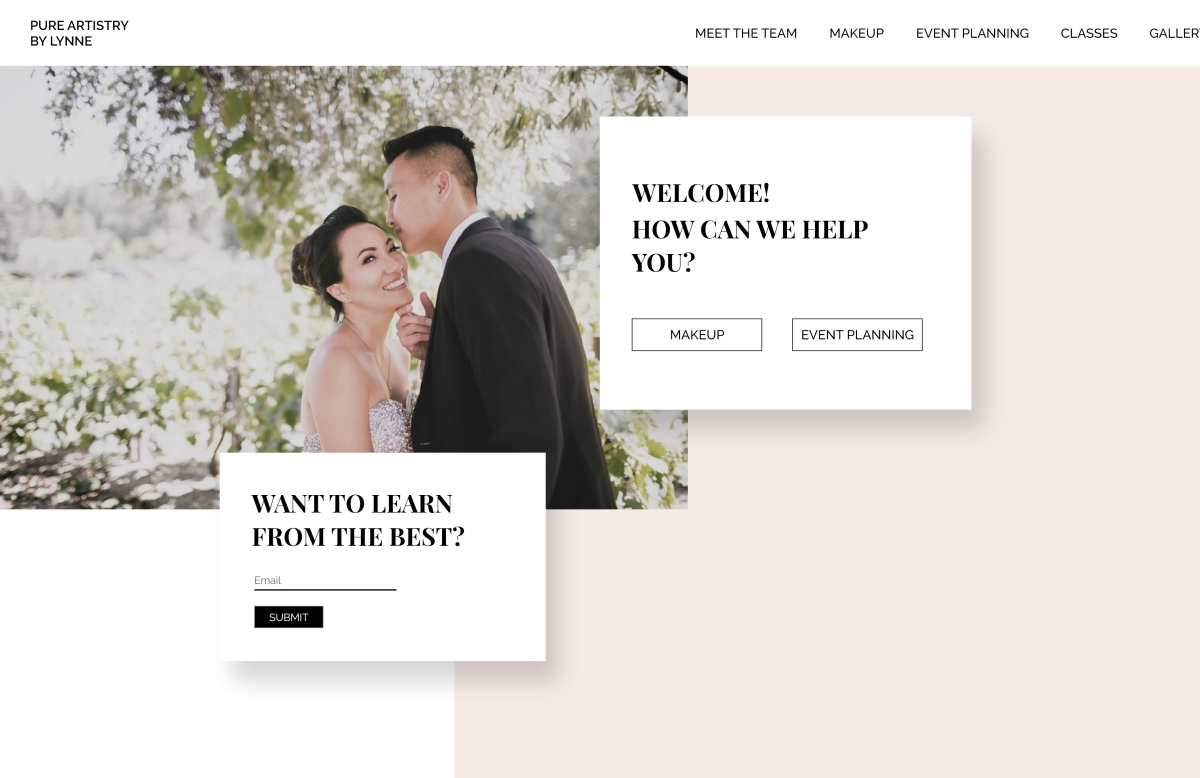 PURE ARTISTRY
BY LYNNE
MEET THE TEAM
MAKEUP
EVENT PLANNING
CLASSES
WELCOME!
HOW CAN WE HELP
YOU?
MAKEUP
EVENT PLANNING
WANT TO LEARN
FROM THE BEST?
Email
SUBMIT